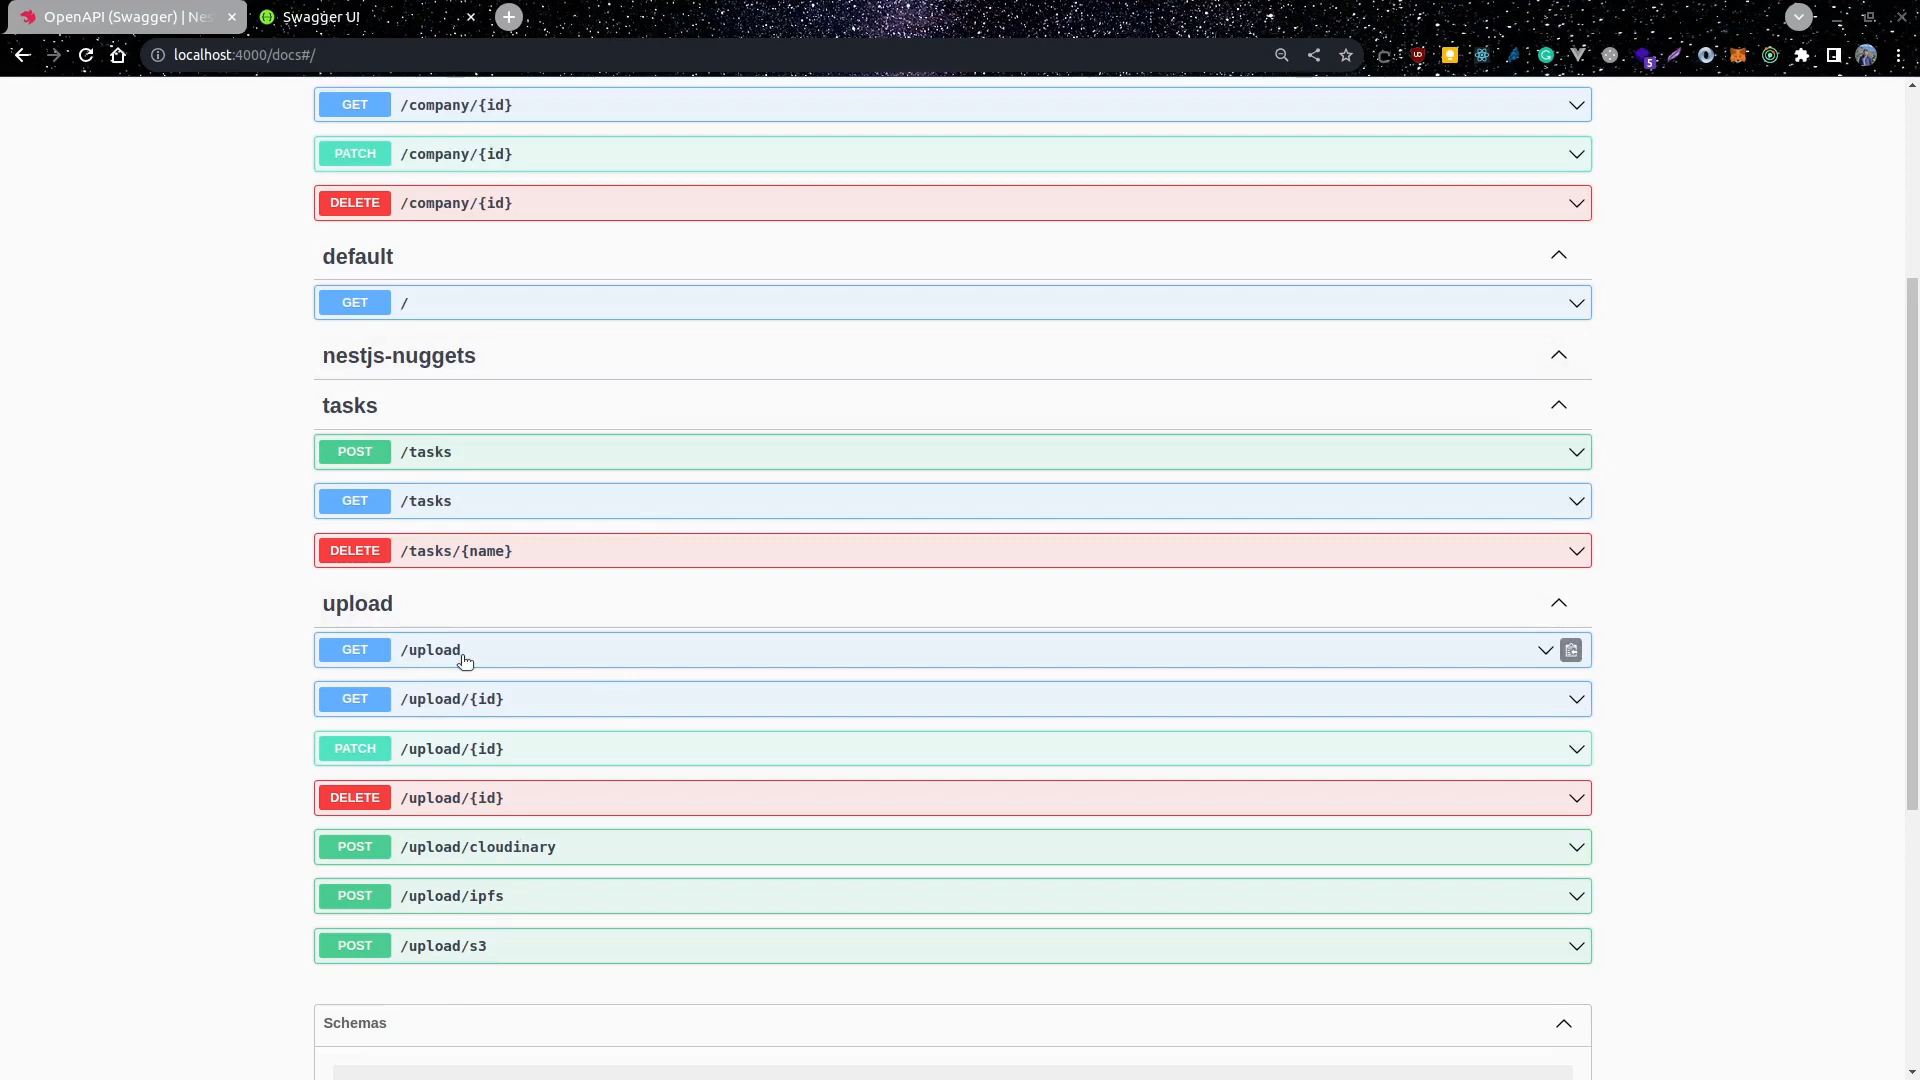 OpenAPI (Swagger) | Nes
Swagger UI
localhost:4000/docs#/
5
GET /company/{id}
PATCH /company/{id}
DELETE /company/{id}
default
GET /
nestjs-nuggets
tasks
POST /tasks
GET /tasks
DELETE /tasks/{name}
upload
GET /upload
GET /upload/{id}
PATCH /upload/{id}
DELETE /upload/{id}
POST /upload/cloudinary
POST /upload/ipfs
POST /upload/s3
Schemas